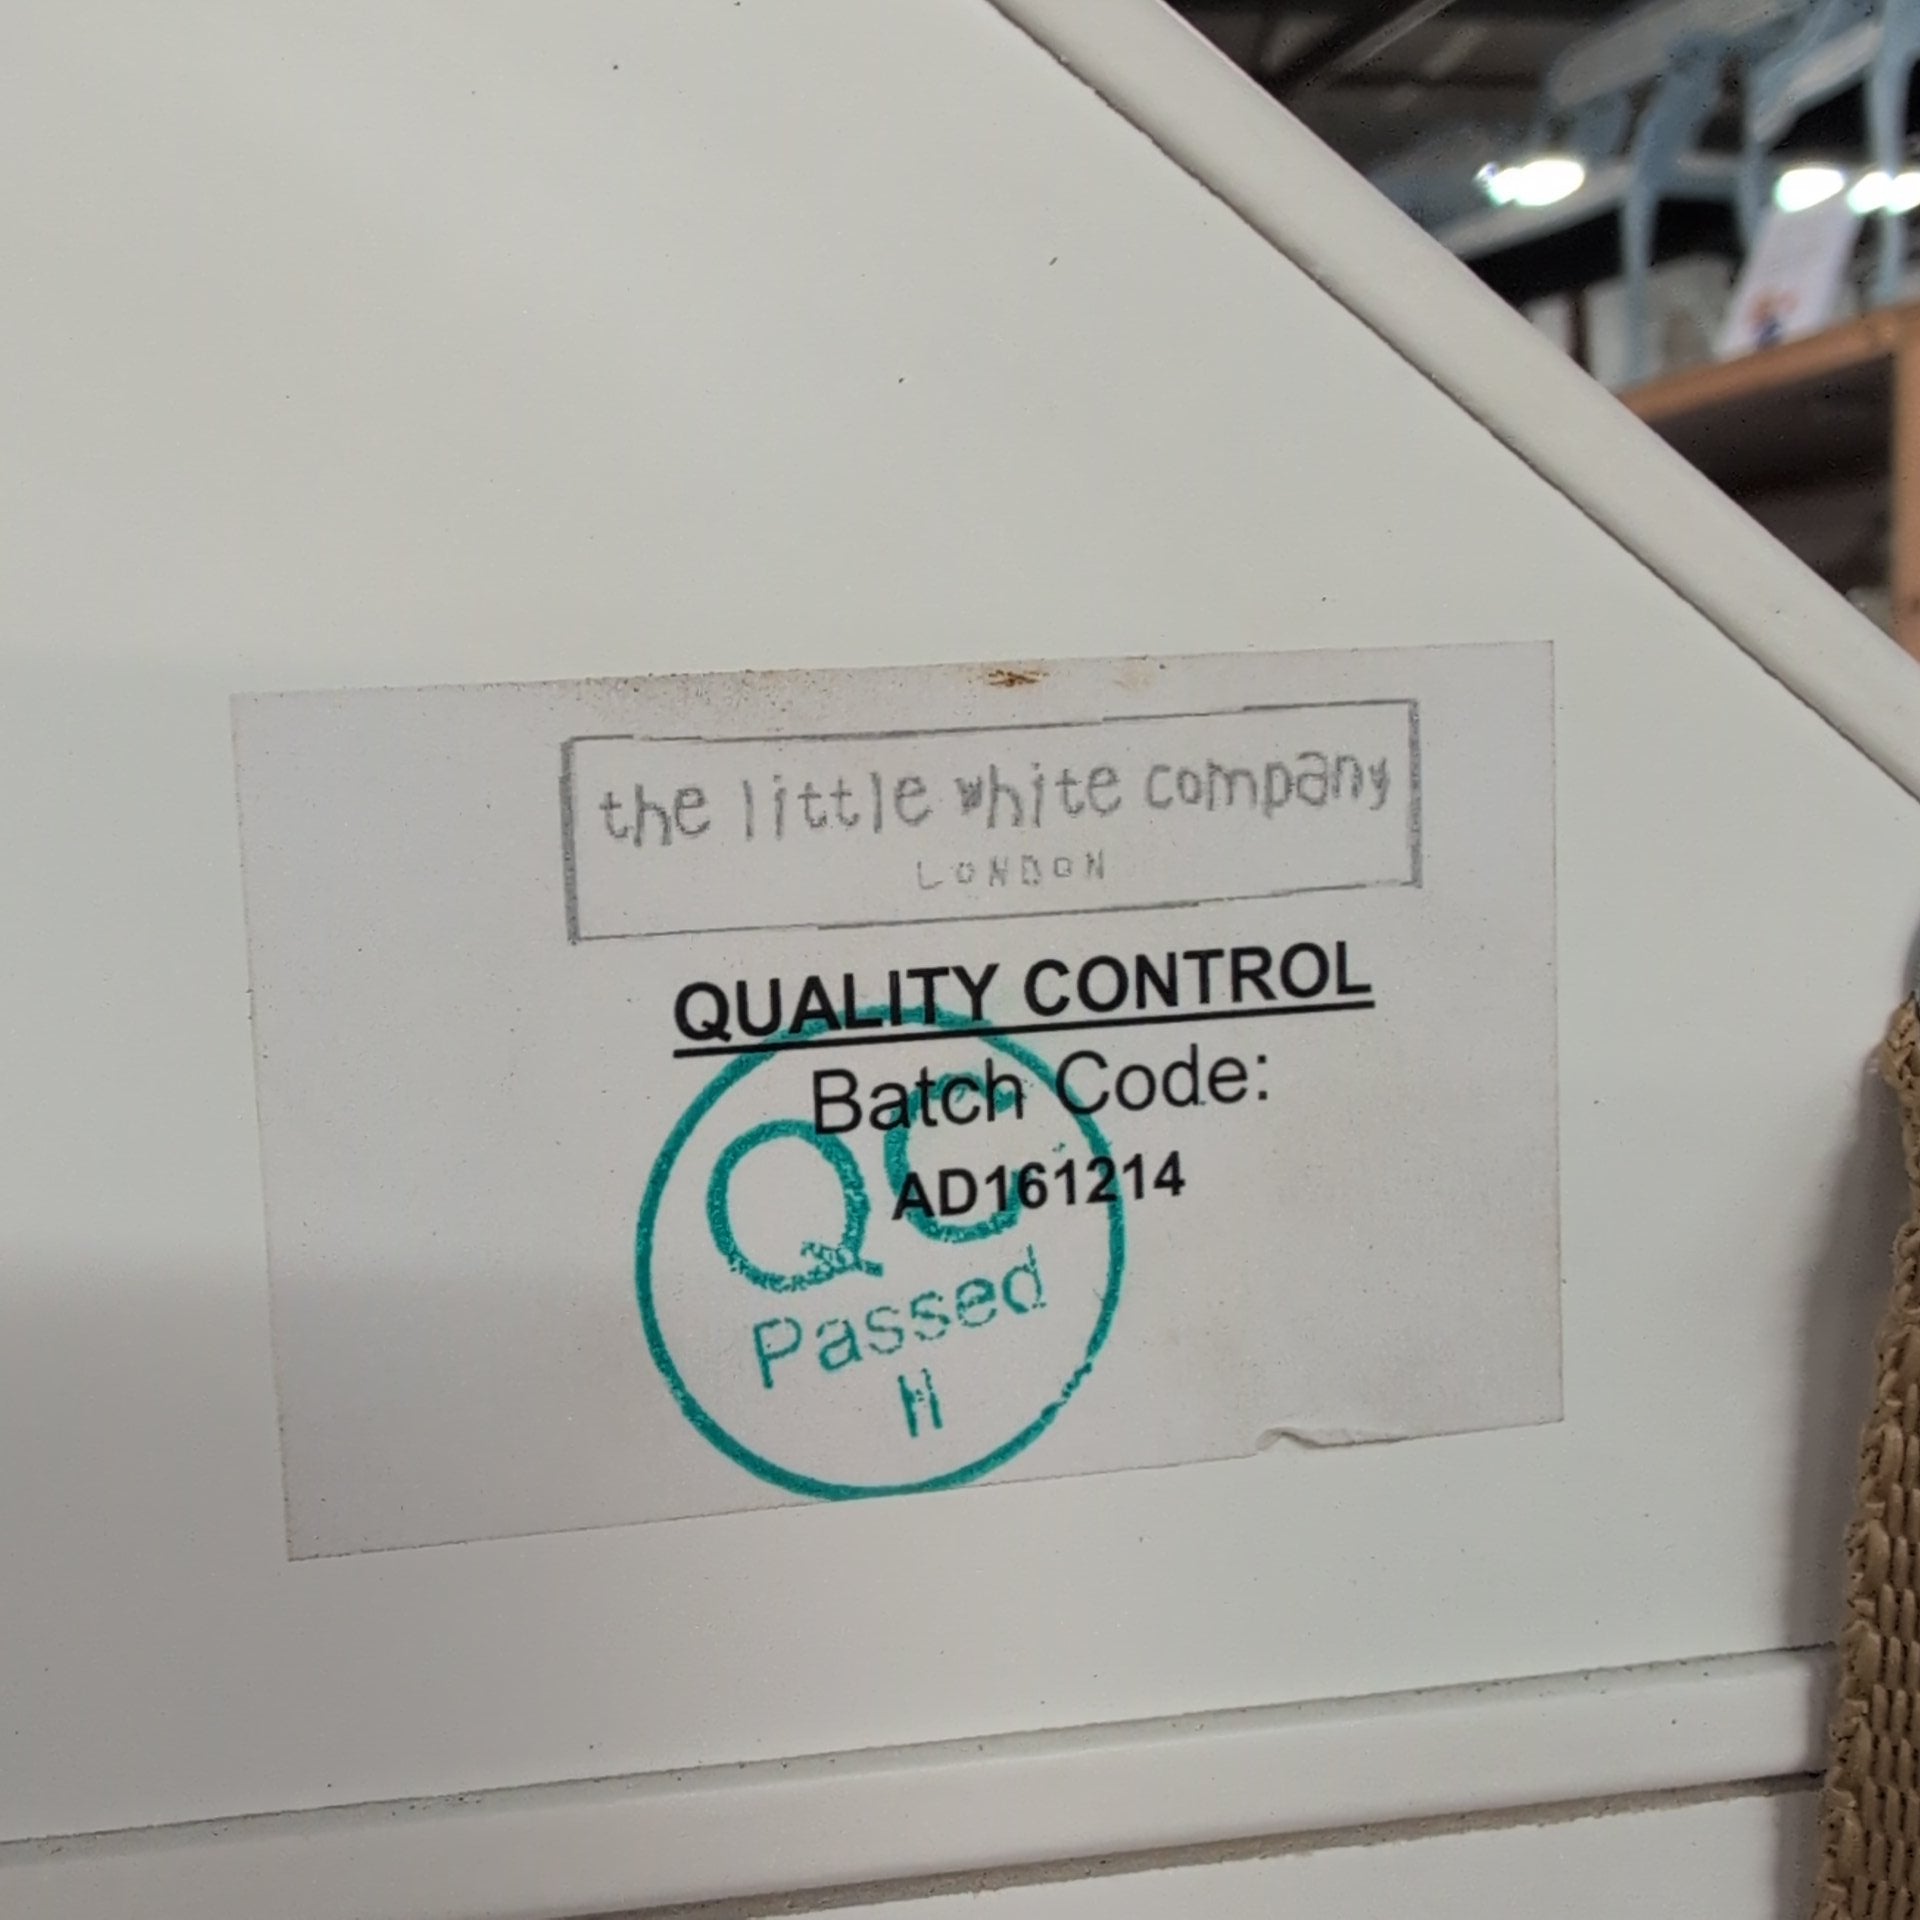 the little white company
LONDON
QUALITY CONTROL
Batch Code:
AD161214
QC
Passed
H